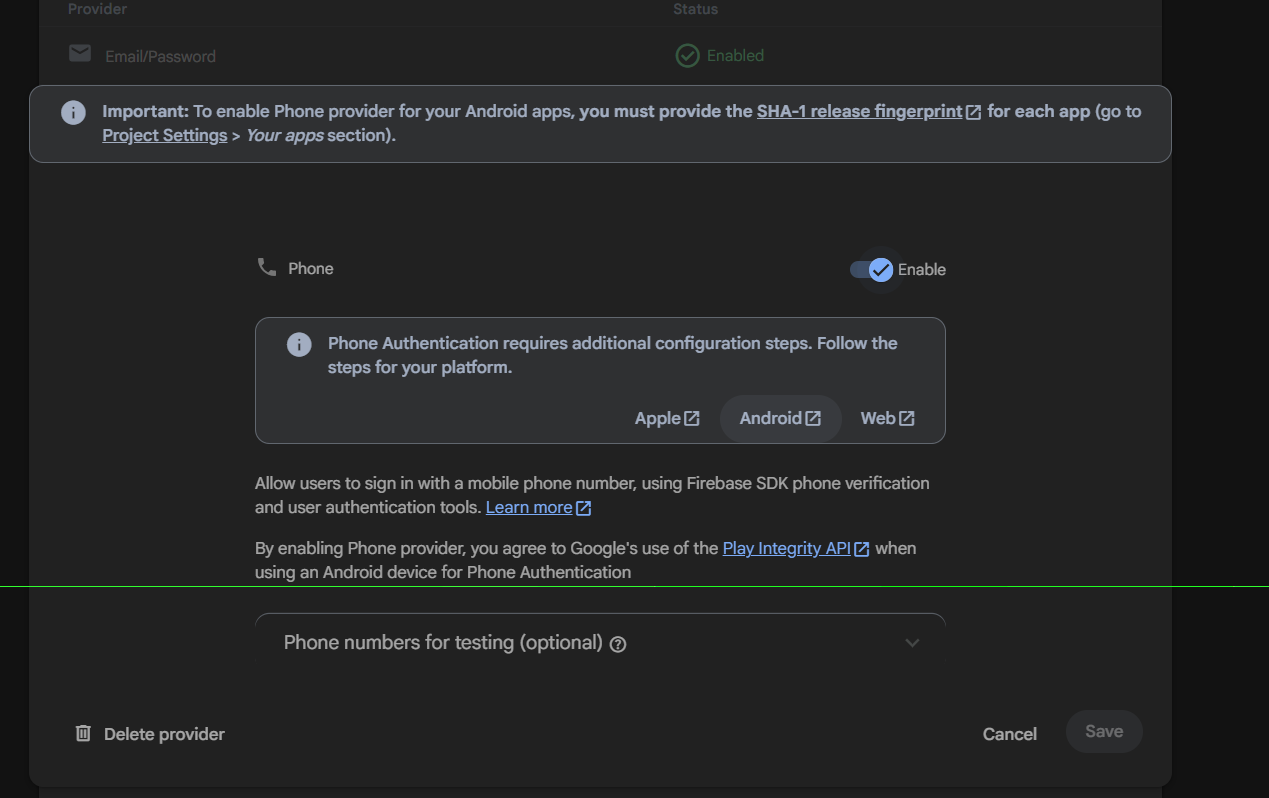 Provider Status
Email/Password Enabled
Important: To enable Phone provider for your Android apps, you must provide the SHA-1 release fingerprint for each app (go to
Project Settings > Your apps section).
Phone Enable
Phone Authentication requires additional configuration steps. Follow the
steps for your platform.
Apple Android Web
Allow users to sign in with a mobile phone number, using Firebase SDK phone verification
and user authentication tools. Learn more
By enabling Phone provider, you agree to Google's use of the Play Integrity API when
using an Android device for Phone Authentication
Phone numbers for testing (optional)
Delete provider Cancel Save